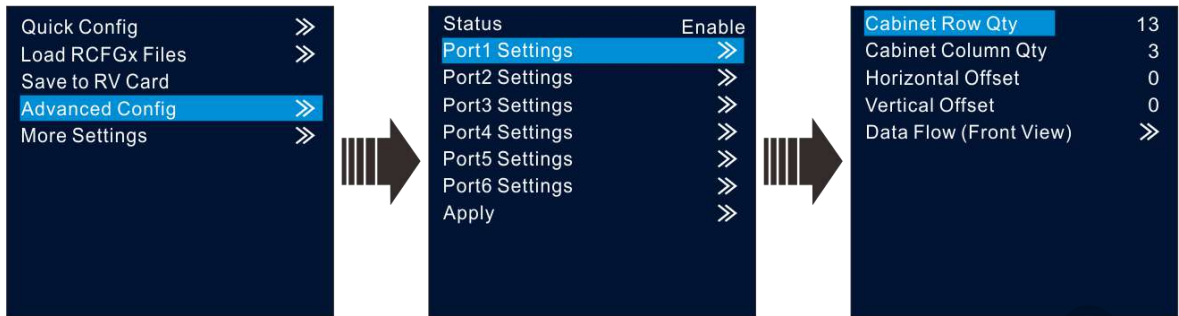 Quick Config
Load RCFGx Files
Save to RV Card
Advanced Config
More Settings
Status Enable
Port1 Settings
Port2 Settings
Port3 Settings
Port4 Settings
Port5 Settings
Port6 Settings
Apply
Cabinet Row Qty 13
Cabinet Column Qty 3
Horizontal Offset 0
Vertical Offset 0
Data Flow (Front View)